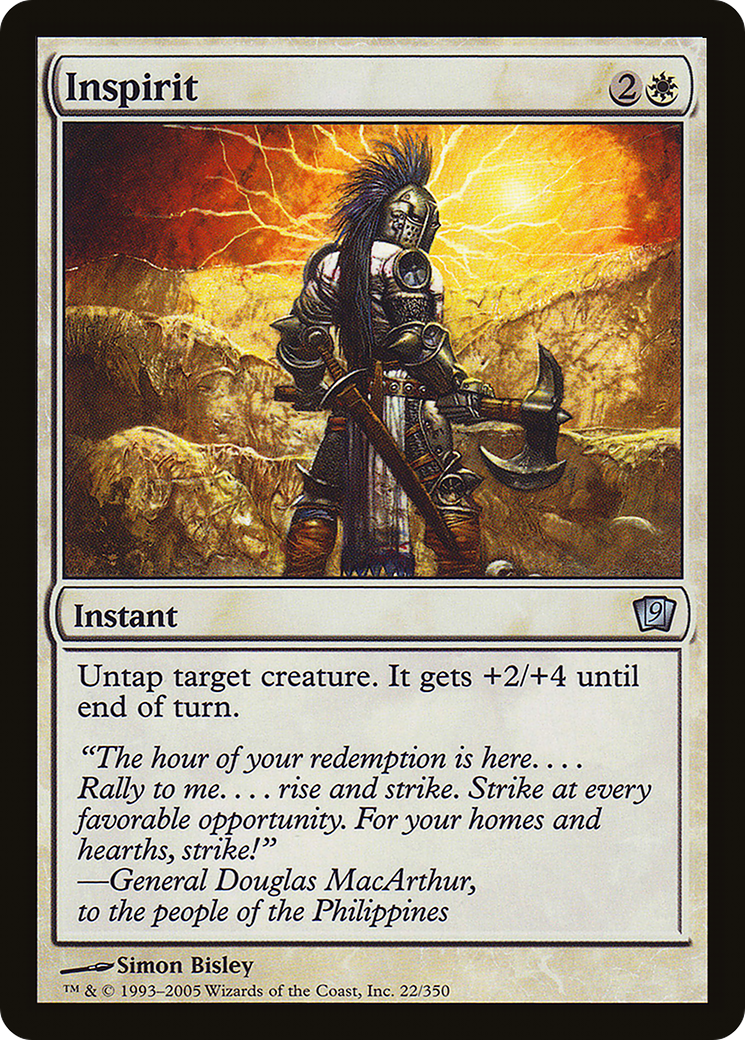 Inspirit
2
Instant
9
Untap target creature. It gets +2/+4 until
end of turn.
“The hour of your redemption is here. . . .
Rally to me. . . . rise and strike. Strike at every
favorable opportunity. For your homes and
hearths, strike!”
—General Douglas MacArthur,
to the people of the Philippines
Simon Bisley
™ & © 1993–2005 Wizards of the Coast, Inc. 22/350